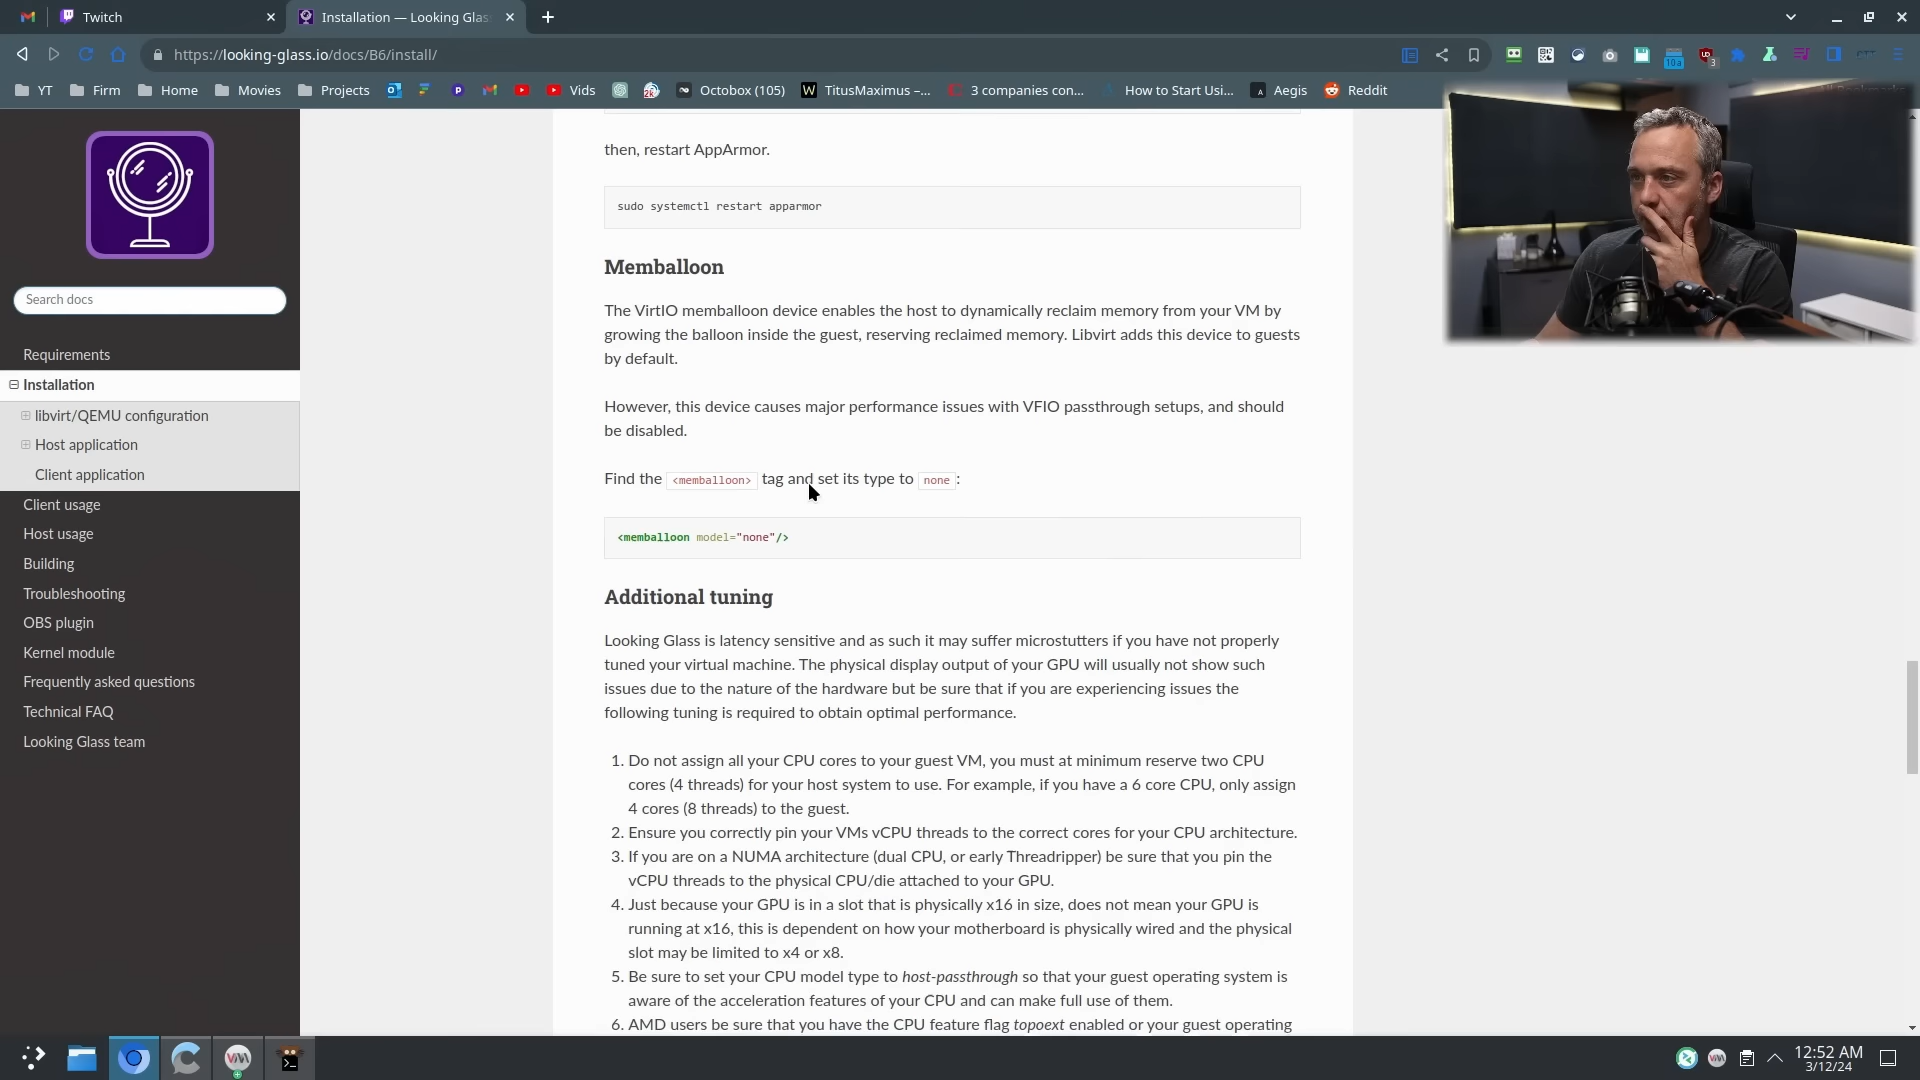 Twitch
Installation — Looking Glas
https://looking-glass.io/docs/B6/install/
10a
3
YT
Firm
Home
Movies
Projects
Vids
2k
Octobox (105)
TitusMaximus –...
3 companies con...
How to Start Usi...
Aegis
Reddit
Search docs
Requirements
Installation
libvirt/QEMU configuration
Host application
Client application
Client usage
Host usage
Building
Troubleshooting
OBS plugin
Kernel module
Frequently asked questions
Technical FAQ
Looking Glass team
then, restart AppArmor.
sudo systemctl restart apparmor
Memballoon
The VirtIO memballoon device enables the host to dynamically reclaim memory from your VM by
growing the balloon inside the guest, reserving reclaimed memory. Libvirt adds this device to guests
by default.
However, this device causes major performance issues with VFIO passthrough setups, and should
be disabled.
Find the <memballoon> tag and set its type to none:
<memballoon model="none"/>
Additional tuning
Looking Glass is latency sensitive and as such it may suffer microstutters if you have not properly
tuned your virtual machine. The physical display output of your GPU will usually not show such
issues due to the nature of the hardware but be sure that if you are experiencing issues the
following tuning is required to obtain optimal performance.
1. Do not assign all your CPU cores to your guest VM, you must at minimum reserve two CPU
cores (4 threads) for your host system to use. For example, if you have a 6 core CPU, only assign
4 cores (8 threads) to the guest.
2. Ensure you correctly pin your VMs vCPU threads to the correct cores for your CPU architecture.
3. If you are on a NUMA architecture (dual CPU, or early Threadripper) be sure that you pin the
vCPU threads to the physical CPU/die attached to your GPU.
4. Just because your GPU is in a slot that is physically x16 in size, does not mean your GPU is
running at x16, this is dependent on how your motherboard is physically wired and the physical
slot may be limited to x4 or x8.
5. Be sure to set your CPU model type to host-passthrough so that your guest operating system is
aware of the acceleration features of your CPU and can make full use of them.
6. AMD users be sure that you have the CPU feature flag topoext enabled or your guest operating
12:52 AM
3/12/24